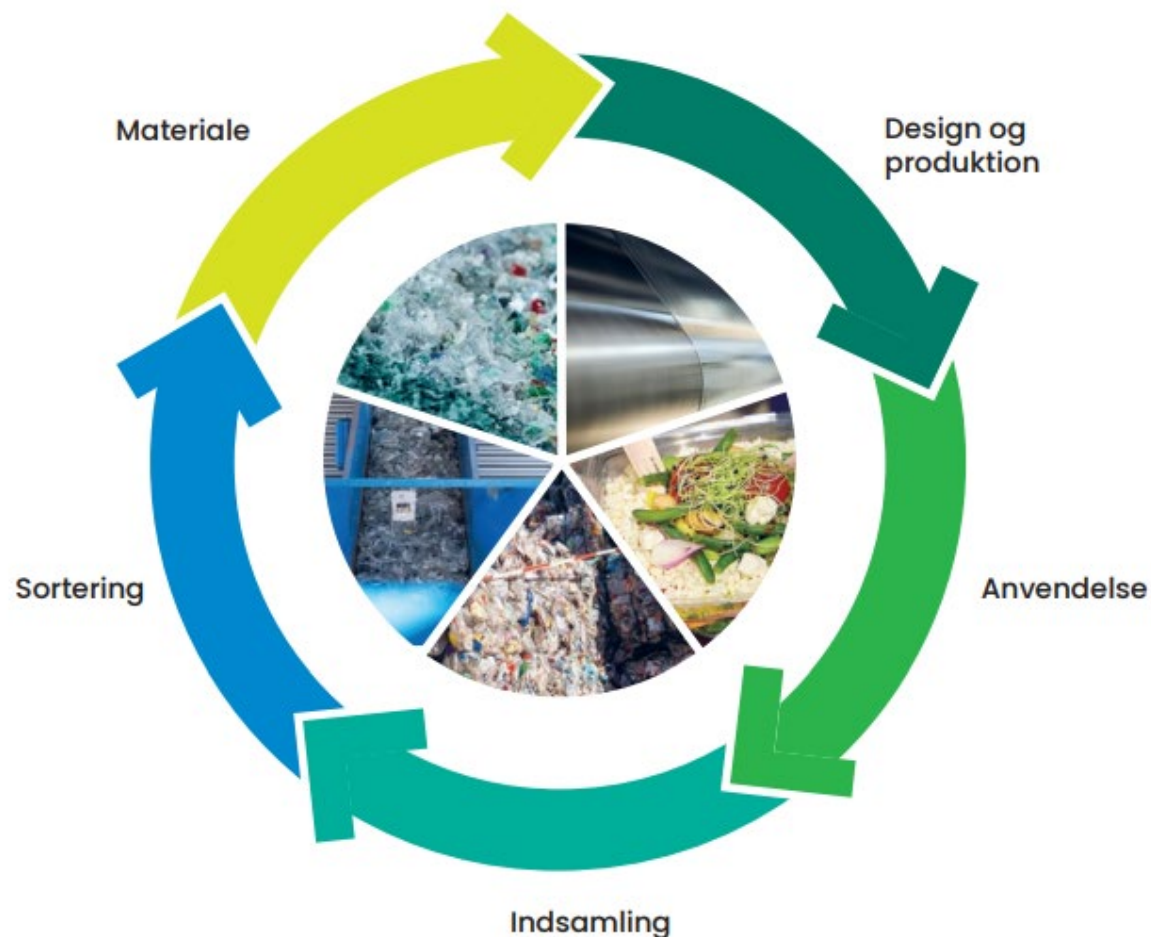 Materiale
Design og
produktion
Anvendelse
Indsamling
Sortering